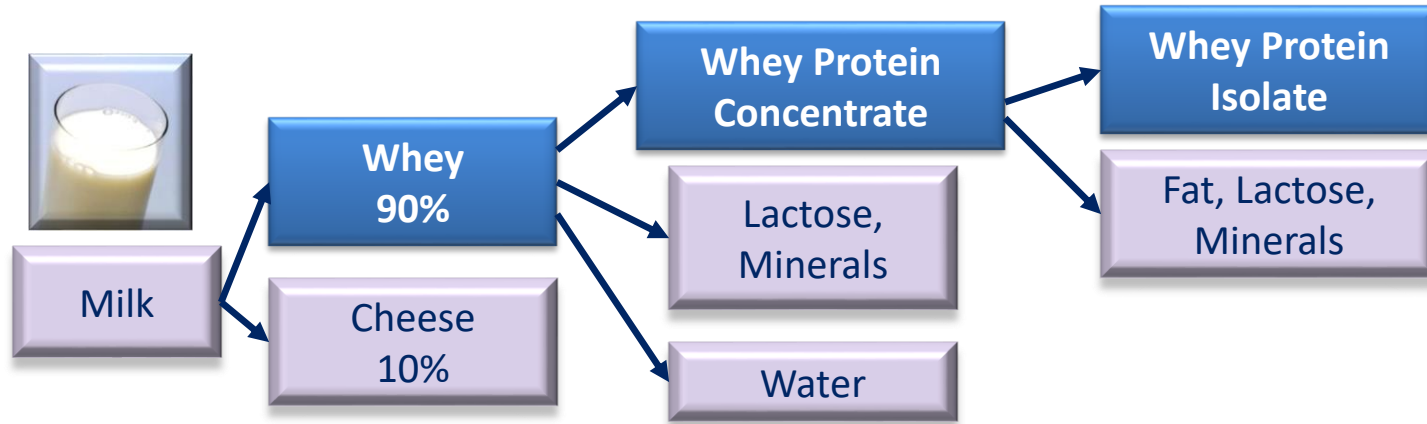 Milk
Whey
90%
Cheese
10%
Whey Protein
Concentrate
Lactose,
Minerals
Water
Whey Protein
Isolate
Fat, Lactose,
Minerals